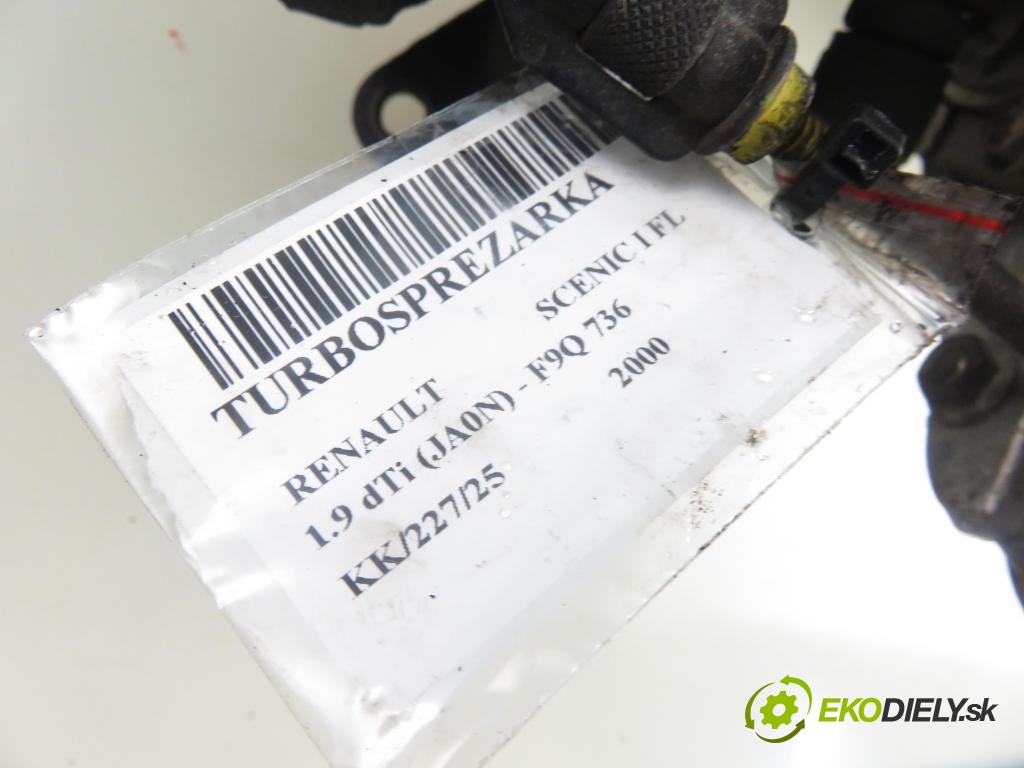 TURBOSPREZARKA
RENAULT SCENIC I FL
1.9 dTi (JA0N) - F9Q 736
KK/227/25 2000
EKODIELY.sk